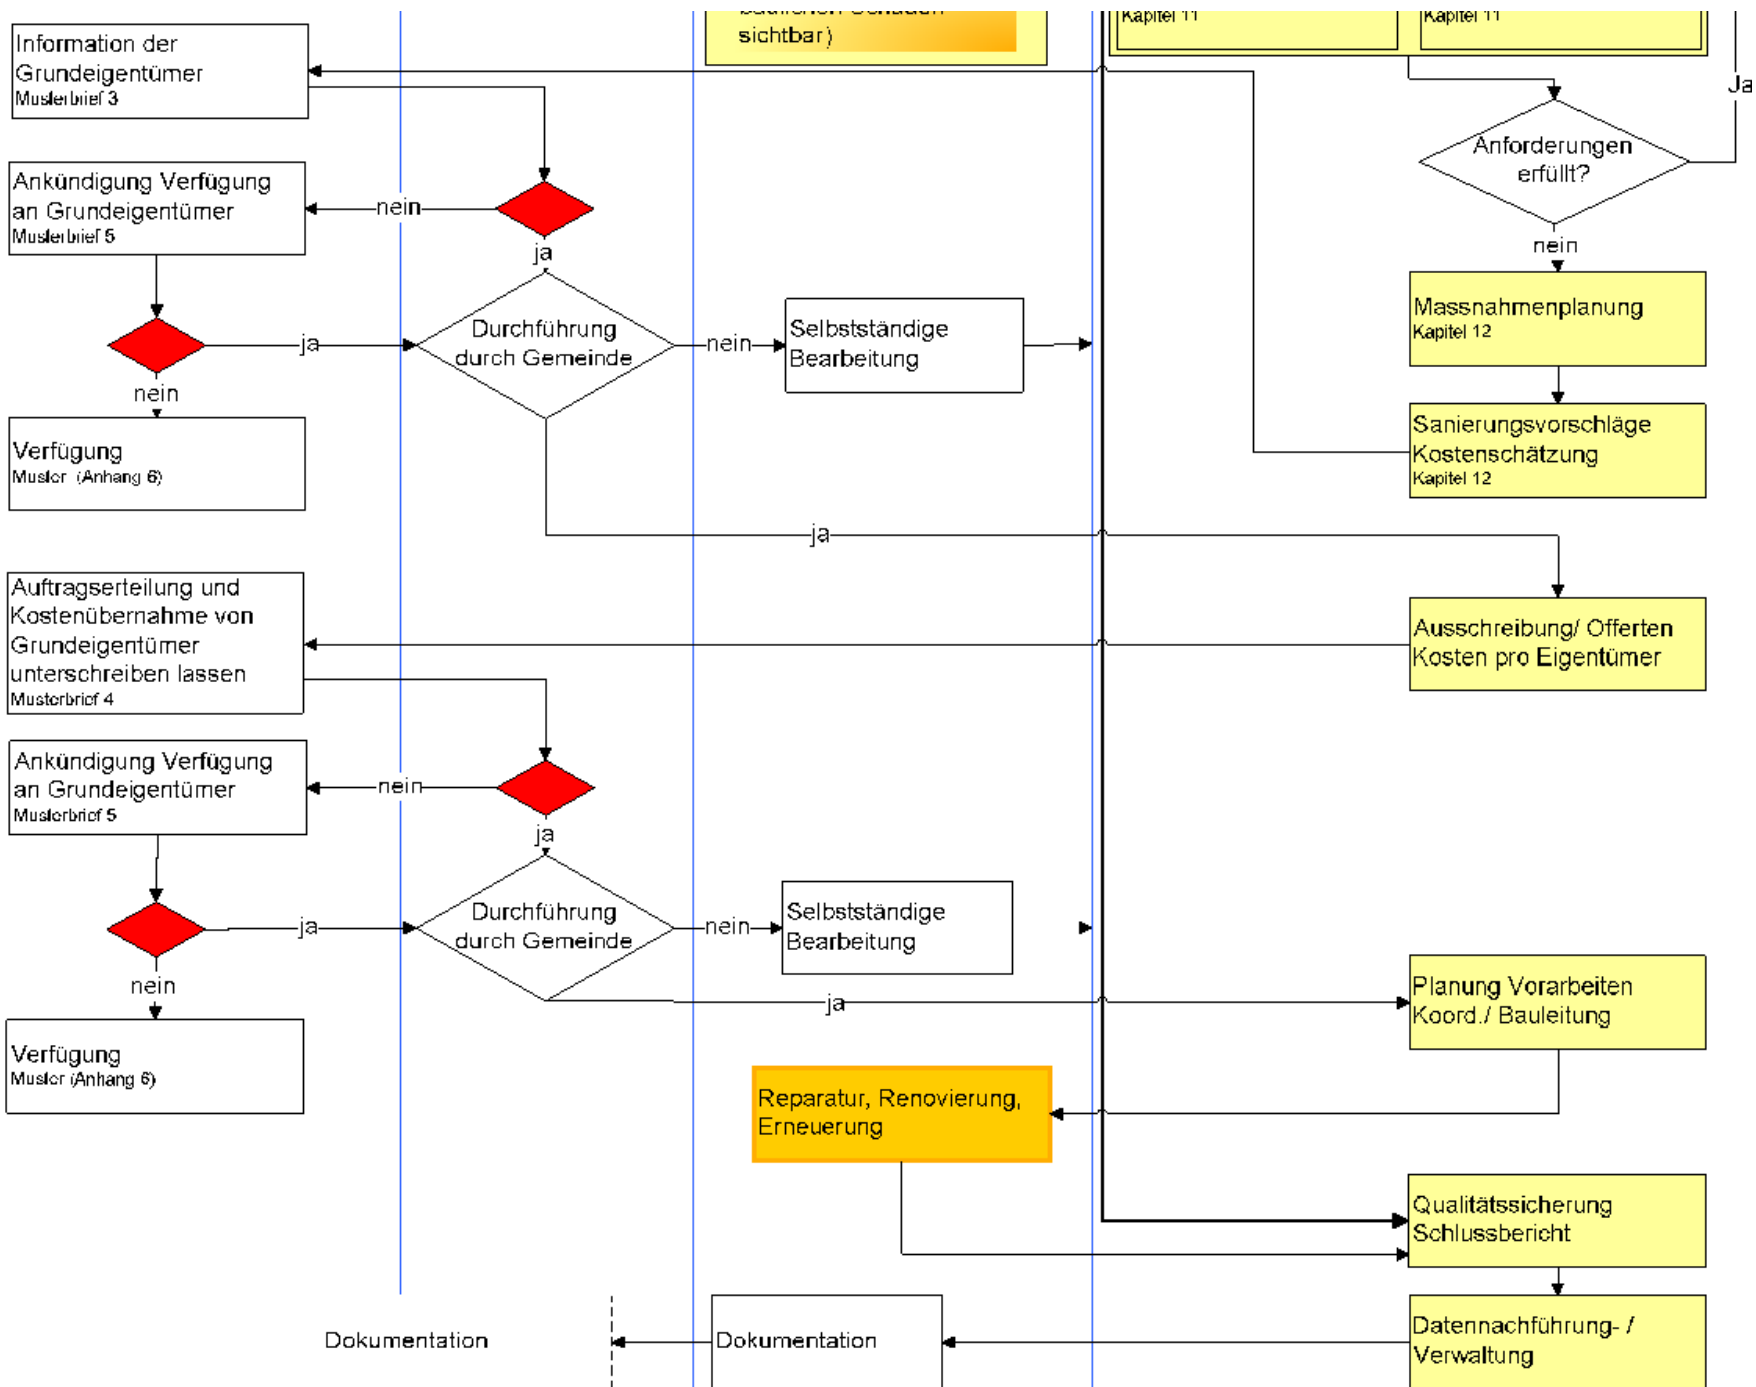 sichtbar)
Kapitel 11
Kapitel 11
Information der
Grundeigentümer
Musterbrief 3
Ja
Anforderungen
erfüllt?
nein
Ankündigung Verfügung
an Grundeigentümer
Musterbrief 5
nein
ja
Durchführung
durch Gemeinde
ja
nein
Selbstständige
Bearbeitung
nein
Verfügung
Muster (Anhang 6)
Massnahmenplanung
Kapitel 12
Sanierungsvorschläge
Kostenschätzung
Kapitel 12
ja
Auftragserteilung und
Kostenübernahme von
Grundeigentümer
unterschreiben lassen
Musterbrief 4
Ausschreibung/ Offerten
Kosten pro Eigentümer
Ankündigung Verfügung
an Grundeigentümer
Musterbrief 5
nein
ja
Durchführung
durch Gemeinde
ja
nein
Selbstständige
Bearbeitung
nein
ja
Verfügung
Muster (Anhang 6)
Planung Vorarbeiten
Koord./ Bauleitung
Reparatur, Renovierung,
Erneuerung
Qualitätssicherung
Schlussbericht
Dokumentation
Dokumentation
Datennachführung- /
Verwaltung